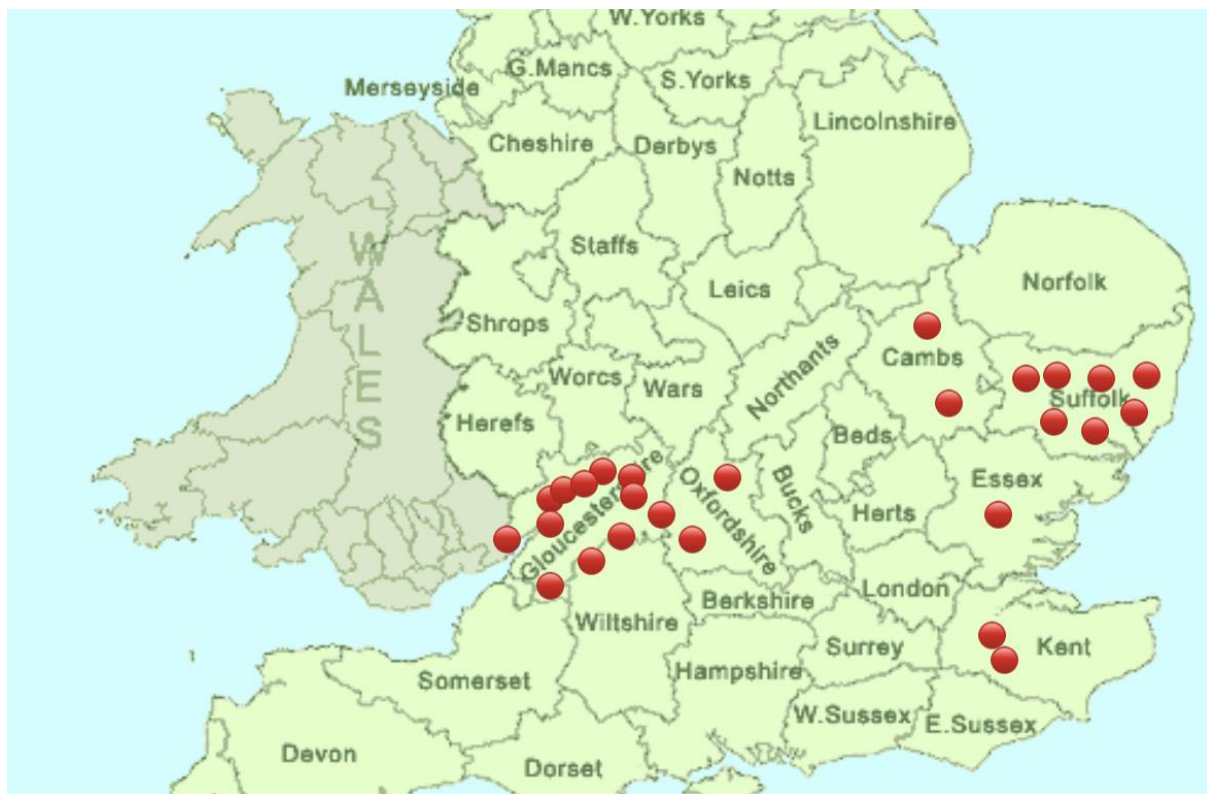 W.Yorks
G.Mancs
S.Yorks
Merseyside
Lincolnshire
Cheshire
Derbys
Notts
WALES
Staffs
Norfolk
Leics
Shrops
Cambs
Northants
Worcs
Wars
Suffolk
Herefs
Beds
Gloucestershire
Oxfordshire
Bucks
Essex
Herts
London
Berkshire
Wiltshire
Surrey
Kent
Hampshire
Somerset
W.Sussex
E.Sussex
Devon
Dorset